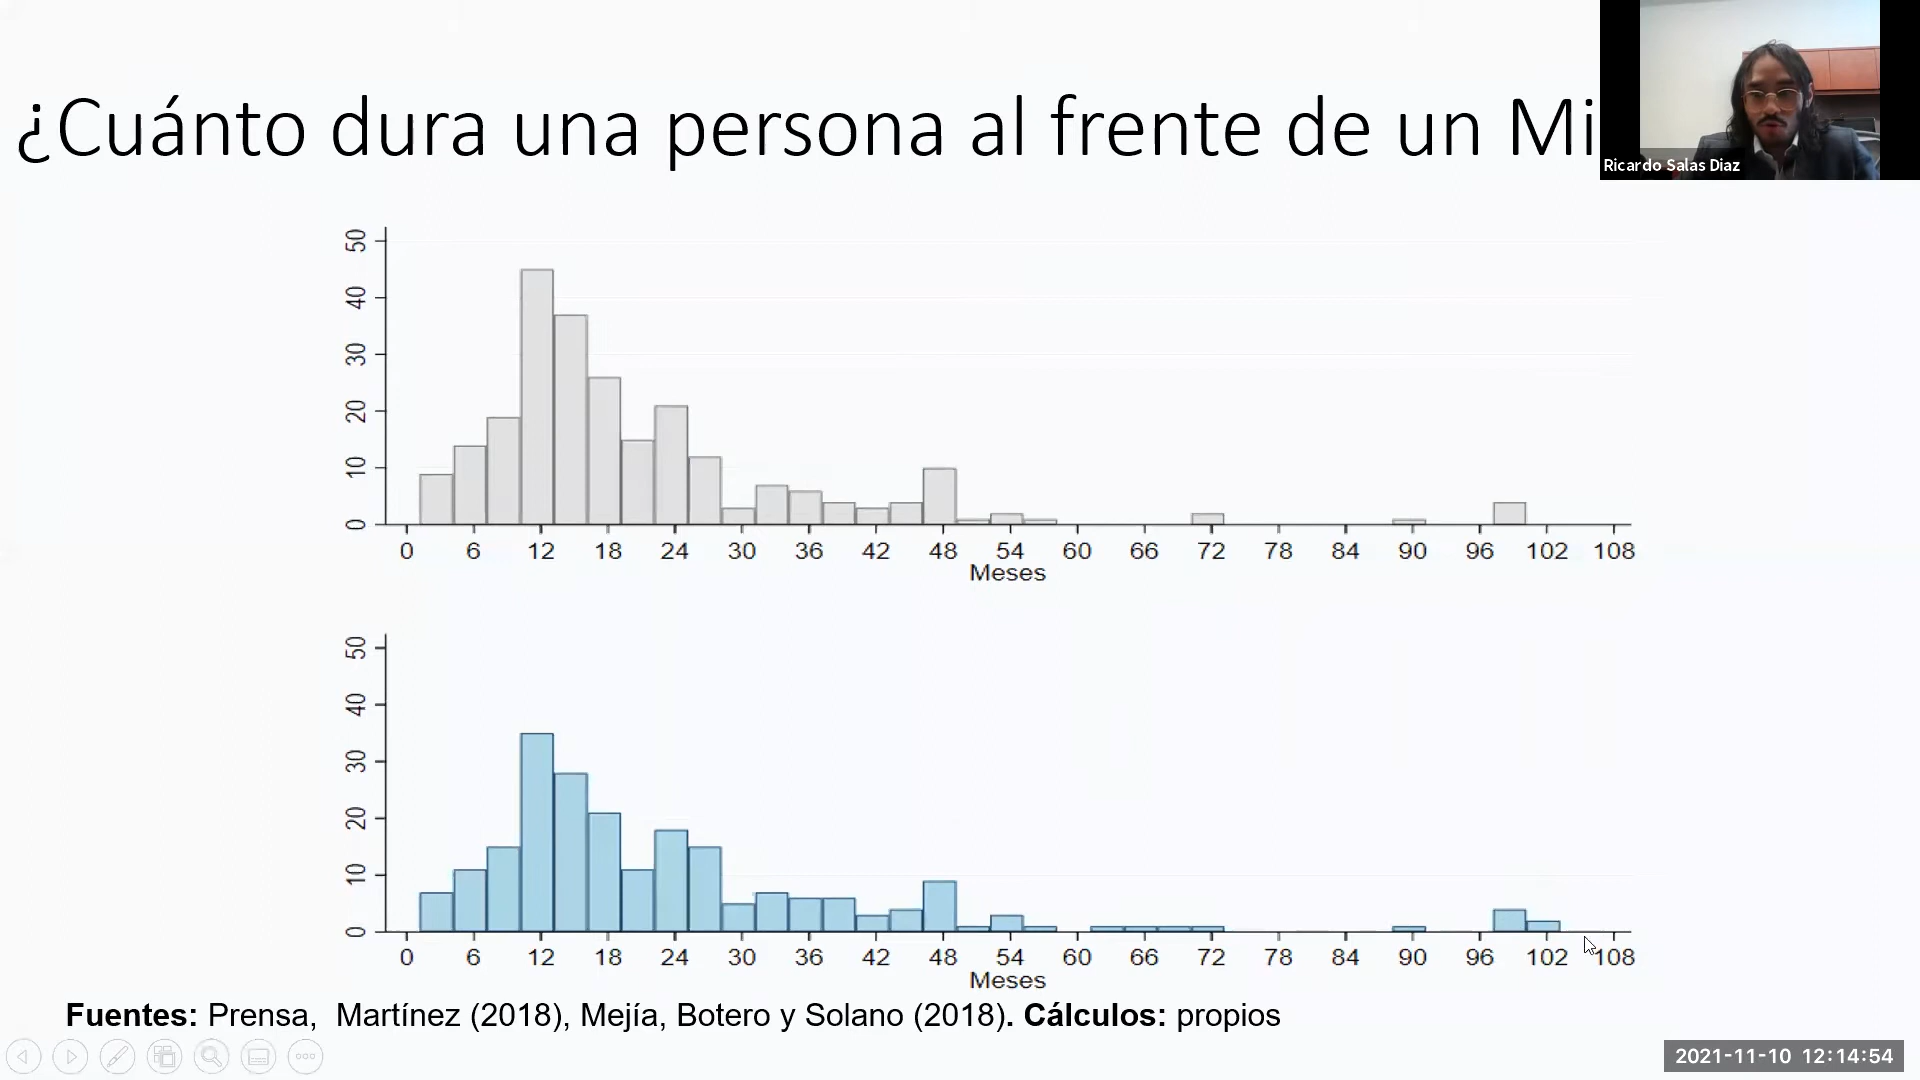 ¿Cuánto dura una persona al frente de un Mi
Ricardo Salas Diaz
50
40
30
20
10
0
0 6 12 18 24 30 36 42 48 54 60 66 72 78 84 90 96 102 108
Meses
50
40
30
20
10
0
0 6 12 18 24 30 36 42 48 54 60 66 72 78 84 90 96 102 108
Meses
Fuentes: Prensa, Martínez (2018), Mejía, Botero y Solano (2018). Cálculos: propios
2021-11-10 12:14:54